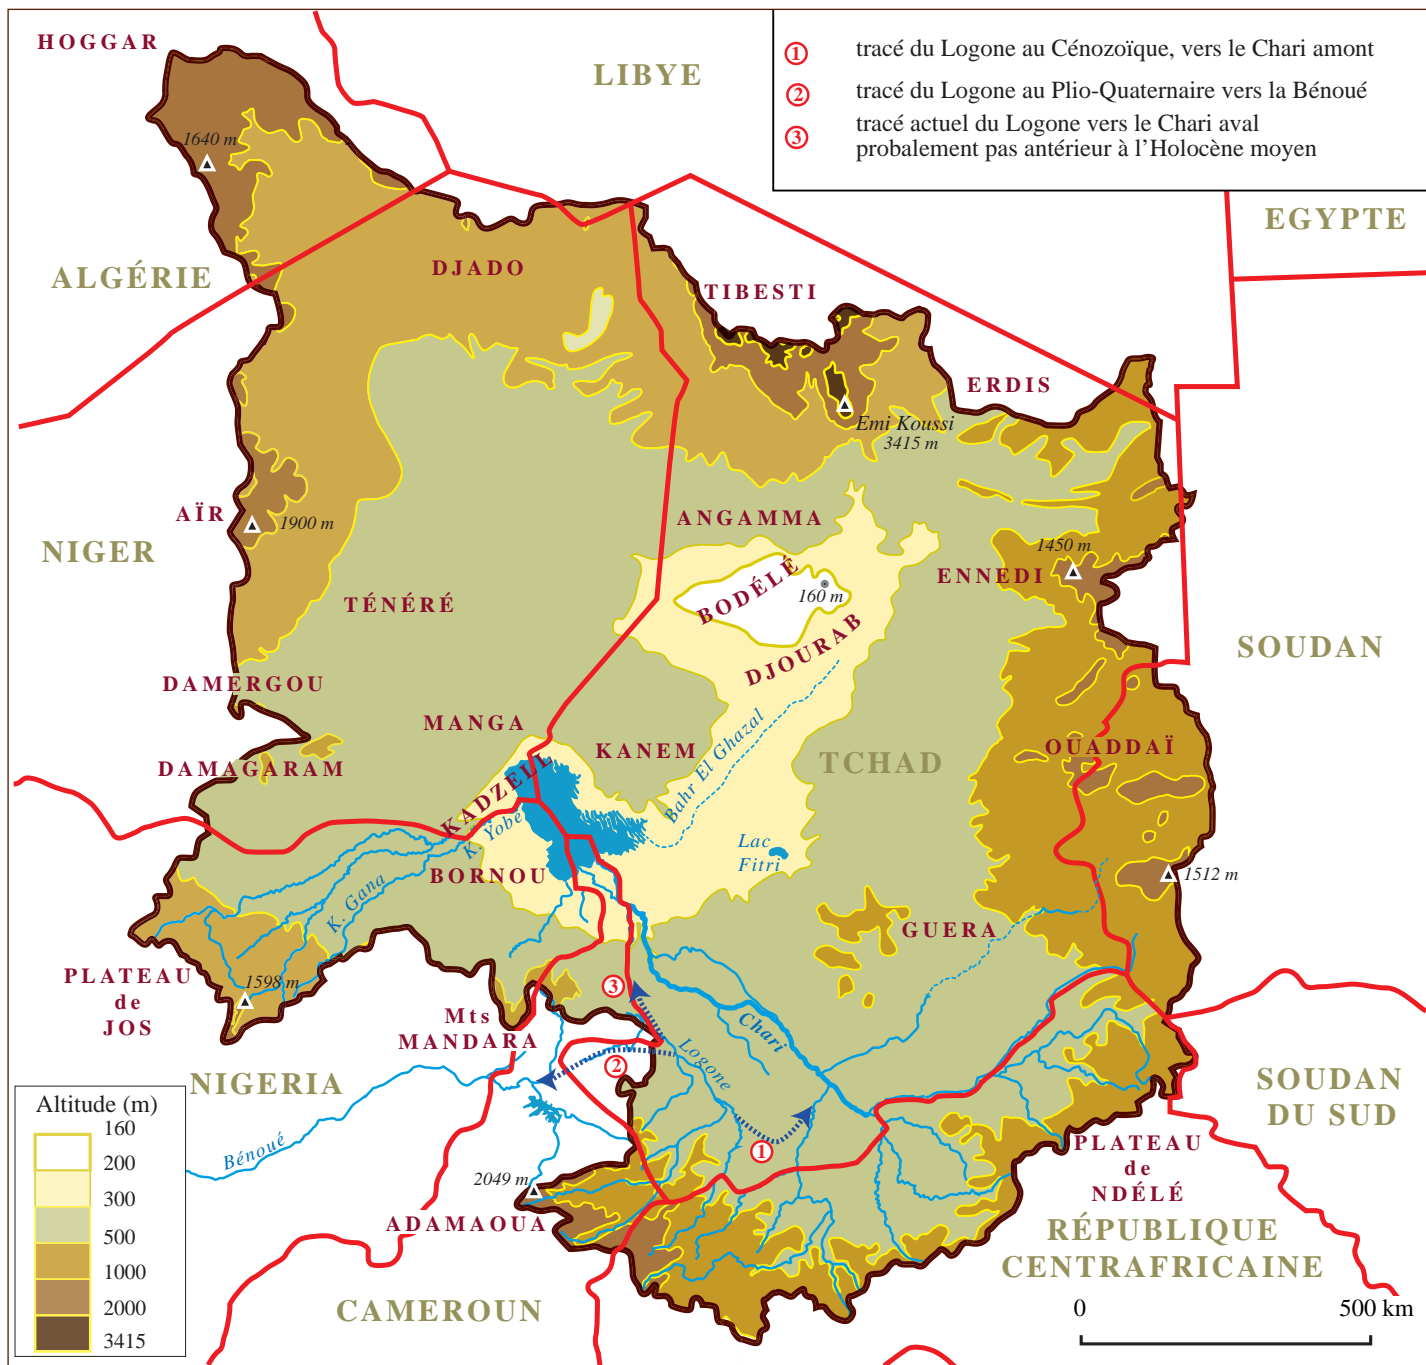 HOGGAR
LIBYE
① tracé du Logone au Cénozoïque, vers le Chari amont
② tracé du Logone au Plio-Quaternaire vers la Bénoué
③ tracé actuel du Logone vers le Chari aval
probalement pas antérieur à l’Holocène moyen
1640 m
EGYPTE
ALGÉRIE
DJADO
TIBESTI
ERDIS
Emi Koussi
3415 m
AÏR
1900 m
ANGAMMA
NIGER
1450 m
ENNEDI
BODÉLÉ
160 m
TÉNÉRÉ
DJOURAB
SOUDAN
DAMERGOU
MANGA
KANEM
Bahr El Ghazal
TCHAD
OUADDAÏ
DAMAGARAM
KADZELL
K. Yobé
Lac
Fitri
BORNOU
1512 m
K. Gana
GUERA
PLATEAU
de
JOS
1598 m
3
Mts
MANDARA
Chari
Logone
2
NIGERIA
SOUDAN
DU SUD
Altitude (m)
160
200
300
500
1000
2000
3415
Bénoué
1
PLATEAU
de
NDÉLÉ
2049 m
ADAMAOUA
RÉPUBLIQUE
CENTRAFRICAINE
CAMEROUN
0
500 km